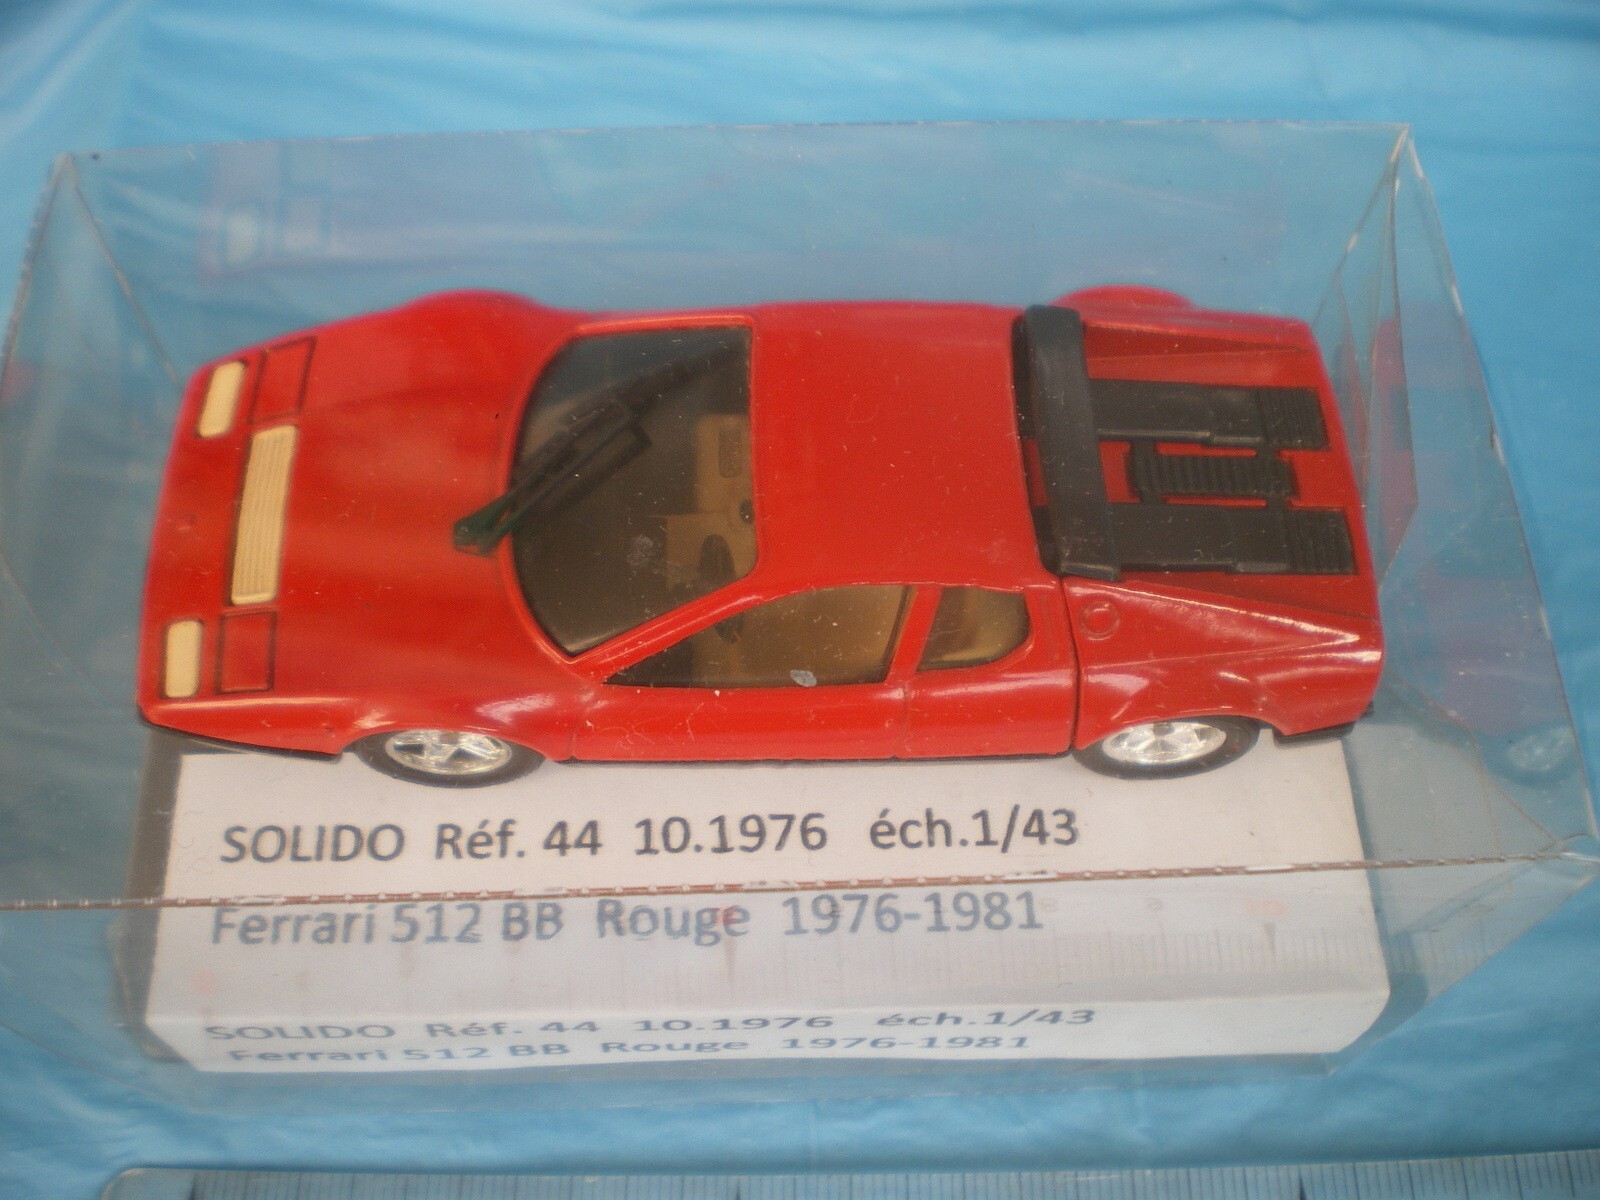 SOLIDO Réf. 44 10.1976 éch.1/43
Ferrari 512 BB Rouge 1976-1981
SOLIDO Réf. 44 10.1976 éch.1/43
Ferrari 512 BB Rouge 1976-1981